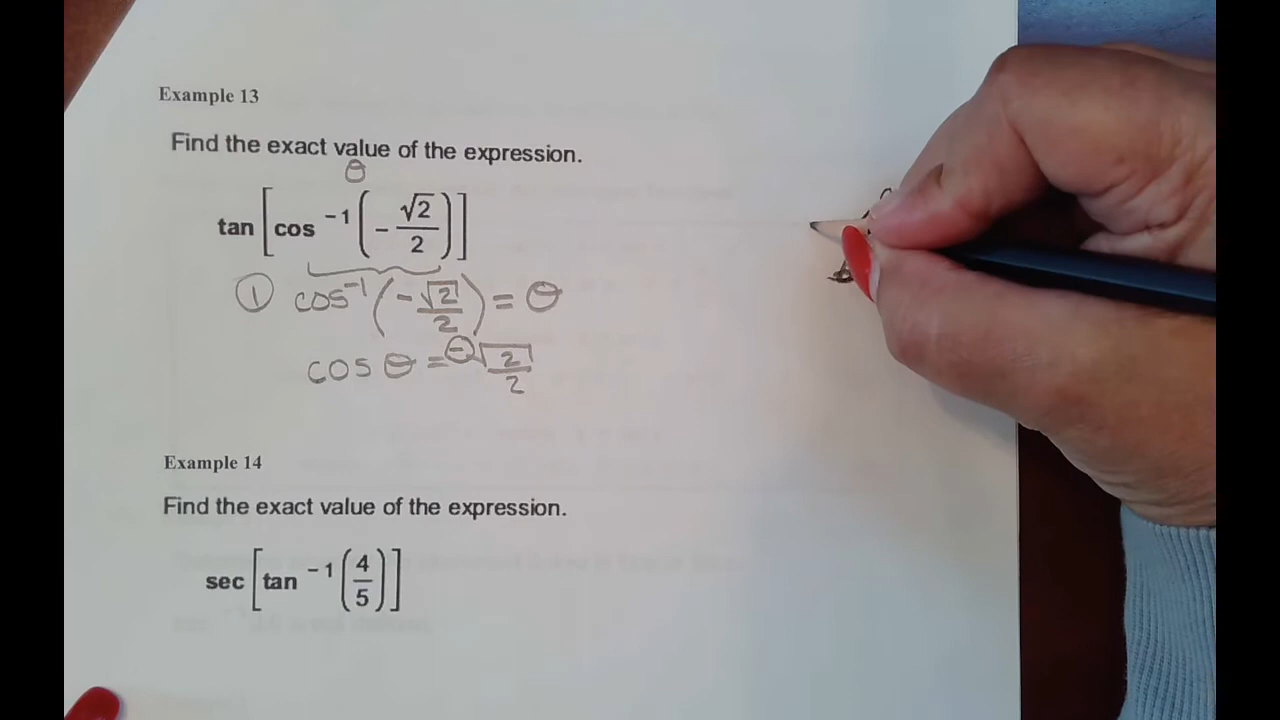 Example 13
Find the exact value of the expression.
θ
tan [cos⁻¹(-√2/2)]
① cos⁻¹(-√2/2) = θ
cos θ = ⊖√2/2
Example 14
Find the exact value of the expression.
sec [tan⁻¹(4/5)]